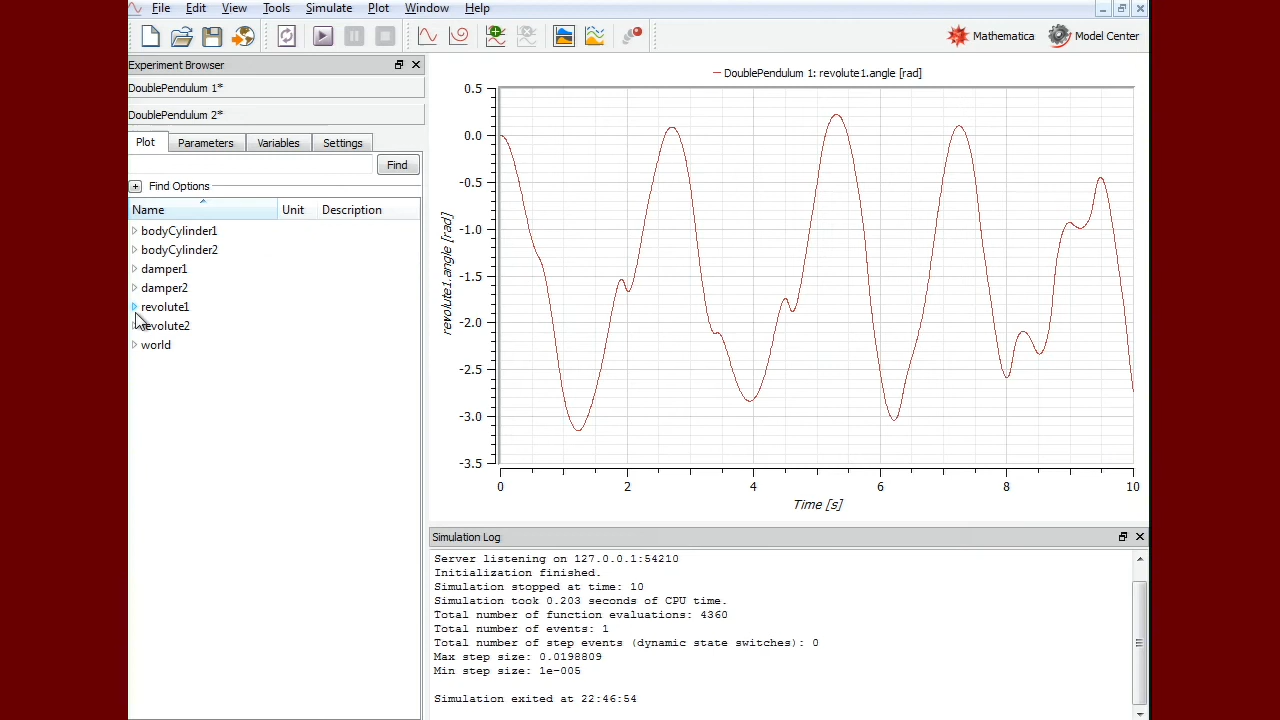 File Edit View Tools Simulate Plot Window Help
Mathematica Model Center
Experiment Browser
DoublePendulum 1*
DoublePendulum 2*
Plot Parameters Variables Settings
Find
+ Find Options
Name Unit Description
bodyCylinder1
bodyCylinder2
damper1
damper2
revolute1
revolute2
world
DoublePendulum 1: revolute1.angle [rad]
0.5
0.0
-0.5
-1.0
-1.5
-2.0
-2.5
-3.0
-3.5
revolute1.angle [rad]
0 2 4 6 8 10
Time [s]
Simulation Log
Server listening on 127.0.0.1:54210
Initialization finished.
Simulation stopped at time: 10
Simulation took 0.203 seconds of CPU time.
Total number of function evaluations: 4360
Total number of events: 1
Total number of step events (dynamic state switches): 0
Max step size: 0.0198809
Min step size: 1e-005
Simulation exited at 22:46:54